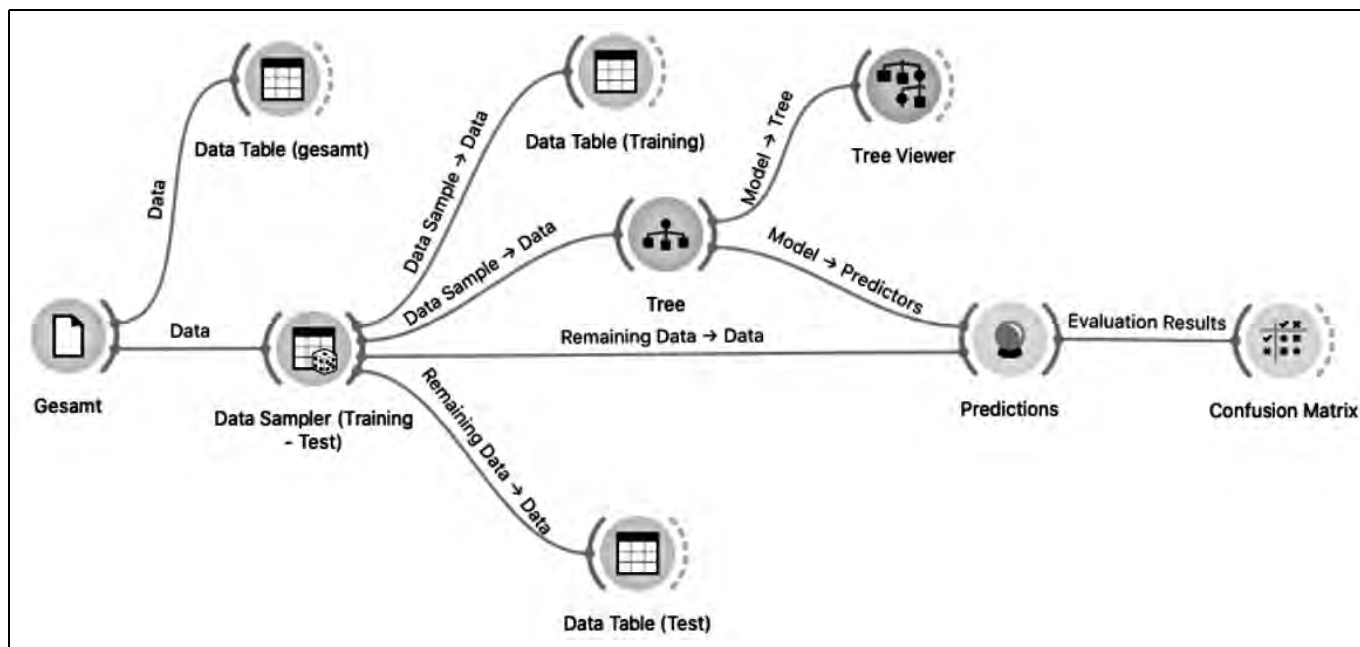 Data Table (gesamt)
Data Table (Training)
Tree Viewer
Data
Data Sample → Data
Model → Tree
Data Sample → Data
Tree
Model → Predictors
Data
Remaining Data → Data
Evaluation Results
Gesamt
Data Sampler (Training
- Test)
Predictions
Confusion Matrix
Remaining Data → Data
Data Table (Test)